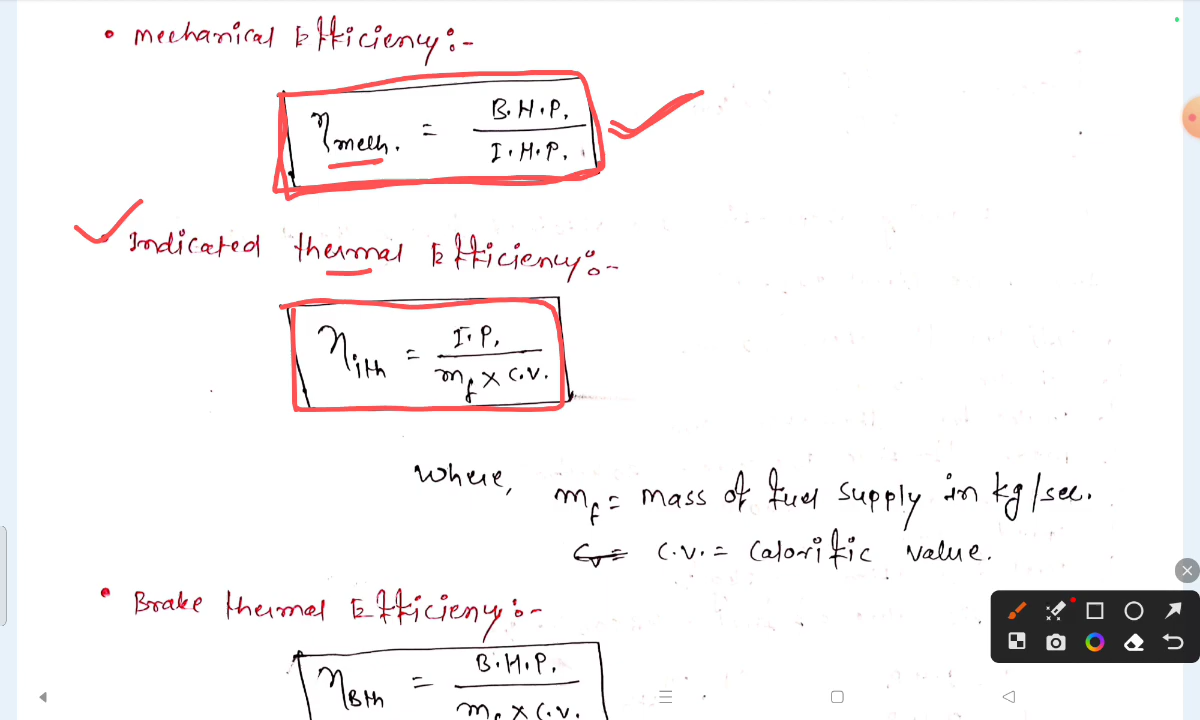 • Mechanical Efficiency:-
ηmech. = B.H.P. / I.H.P.
Indicated thermal Efficiency:-
ηith = I.P. / mf × C.V.
where, mf = mass of fuel supply in kg/sec.
C.V. = Calorific value.
• Brake thermal Efficieny:-
ηBth = B.H.P. / mf × C.V.